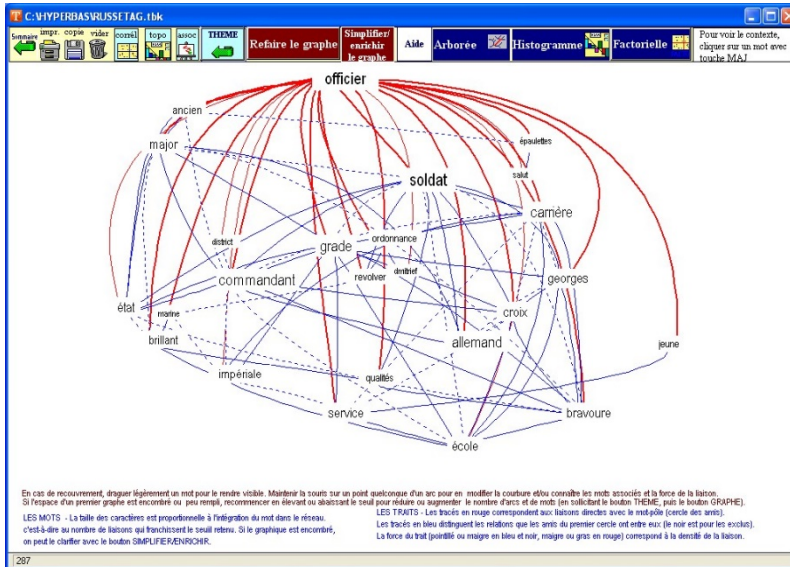 C:\HYPERBAS\RUSSETAG.tbk
Sommaire impr. copie vider corrél topo assoc THEME Refaire le graphe Simplifier/ enrichir le graphe Aide Arborée Histogramme Factorielle Pour voir le contexte, cliquer sur un mot avec touche MAJ
officier
ancien
épaulettes
major
salut
soldat
carrière
district
ordonnance
grade
commandant
revolver
dmitrief
georges
état
marine
croix
brillant
allemand
jeune
impériale
qualités
service
bravoure
école
En cas de recouvrement, draguer légèrement un mot pour le rendre visible. Maintenir la souris sur un point quelconque d'un arc pour en modifier la courbure et/ou connaître les mots associés et la force de la liaison.
Si l'espace d'un premier graphe est encombré ou peu rempli, recommencer en élevant ou abaissant le seuil pour réduire ou augmenter le nombre d'arcs et de mots (en sollicitant le bouton THEME, puis le bouton GRAPHE).
LES MOTS - La taille des caractères est proportionnelle à l'intégration du mot dans le réseau.
c'est-à-dire au nombre de liaisons qui franchissent le seuil retenu. Si le graphique est encombré,
on peut le clarifier avec le bouton SIMPLIFIER/ENRICHIR.
LES TRAITS - Les tracés en rouge correspondent aux liaisons directes avec le mot-pôle (cercle des amis).
Les tracés en bleu distinguent les relations que les amis du premier cercle ont entre eux (le noir est pour les exclus).
La force du trait (pointillé ou maigre en bleu et noir, maigre ou gras en rouge) correspond à la densité de la liaison.
287